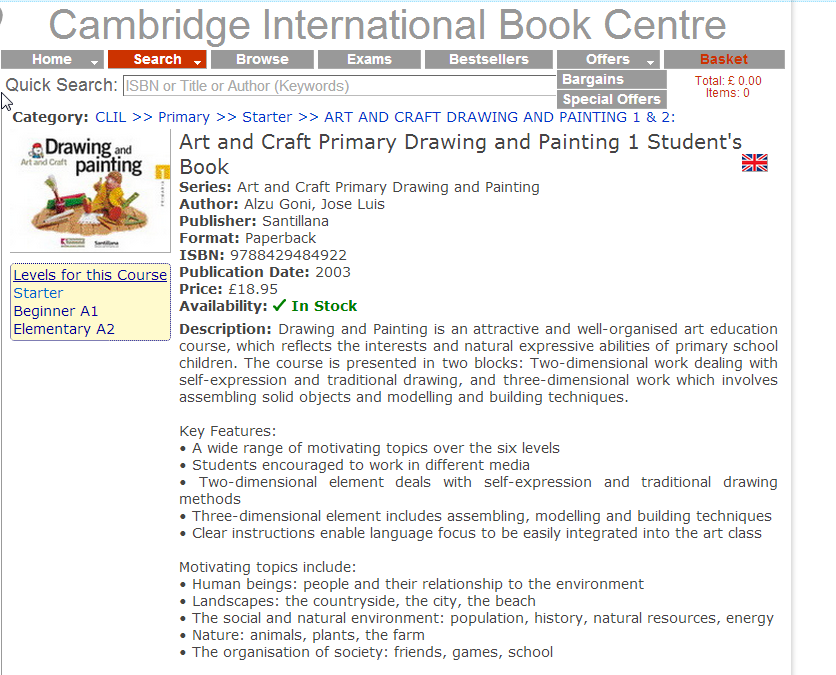 Cambridge International Book Centre
Home Search Browse Exams Bestsellers Offers Basket
Bargains
Special Offers
Quick Search: ISBN or Title or Author (Keywords)
Total: £ 0.00
Items: 0
Category: CLIL >> Primary >> Starter >> ART AND CRAFT DRAWING AND PAINTING 1 & 2:
Drawing and
Art and Craft painting
1
Santillana
Levels for this Course
Starter
Beginner A1
Elementary A2
Art and Craft Primary Drawing and Painting 1 Student's
Book
Series: Art and Craft Primary Drawing and Painting
Author: Alzu Goni, Jose Luis
Publisher: Santillana
Format: Paperback
ISBN: 9788429484922
Publication Date: 2003
Price: £18.95
Availability: ✓ In Stock
Description: Drawing and Painting is an attractive and well-organised art education
course, which reflects the interests and natural expressive abilities of primary school
children. The course is presented in two blocks: Two-dimensional work dealing with
self-expression and traditional drawing, and three-dimensional work which involves
assembling solid objects and modelling and building techniques.
Key Features:
• A wide range of motivating topics over the six levels
• Students encouraged to work in different media
• Two-dimensional element deals with self-expression and traditional drawing
methods
• Three-dimensional element includes assembling, modelling and building techniques
• Clear instructions enable language focus to be easily integrated into the art class
Motivating topics include:
• Human beings: people and their relationship to the environment
• Landscapes: the countryside, the city, the beach
• The social and natural environment: population, history, natural resources, energy
• Nature: animals, plants, the farm
• The organisation of society: friends, games, school